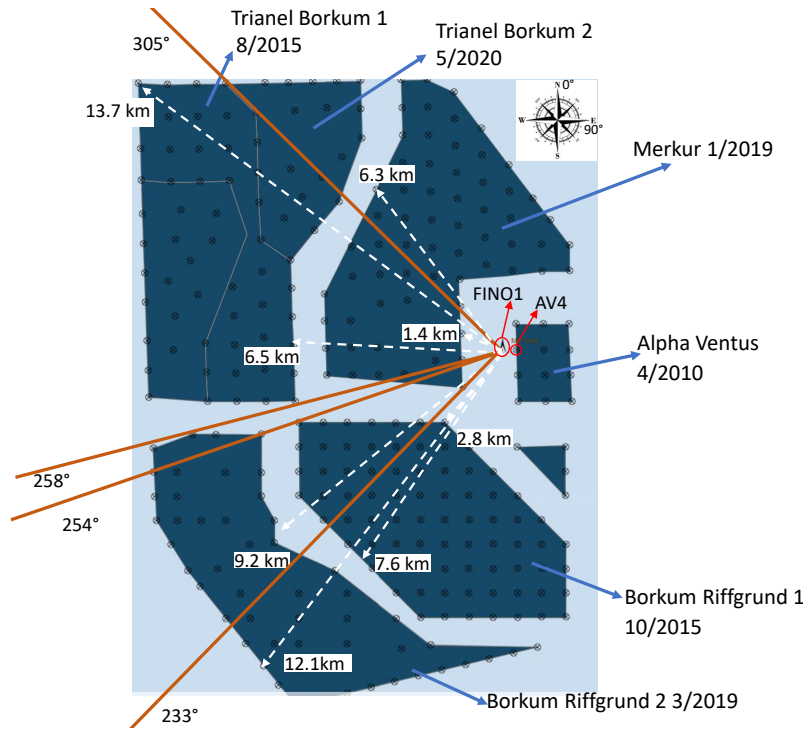 Trianel Borkum 1
8/2015
305°
Trianel Borkum 2
5/2020
N
0°
W
E
90°
S
13.7 km
Merkur 1/2019
6.3 km
FINO1
AV4
1.4 km
6.5 km
Alpha Ventus
4/2010
2.8 km
258°
254°
9.2 km
7.6 km
Borkum Riffgrund 1
10/2015
12.1km
Borkum Riffgrund 2 3/2019
233°